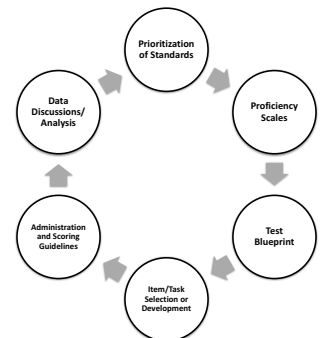 Prioritization
of Standards
Proficiency
Scales
Test
Blueprint
Item/Task
Selection or
Development
Administration
and Scoring
Guidelines
Data
Discussions/
Analysis